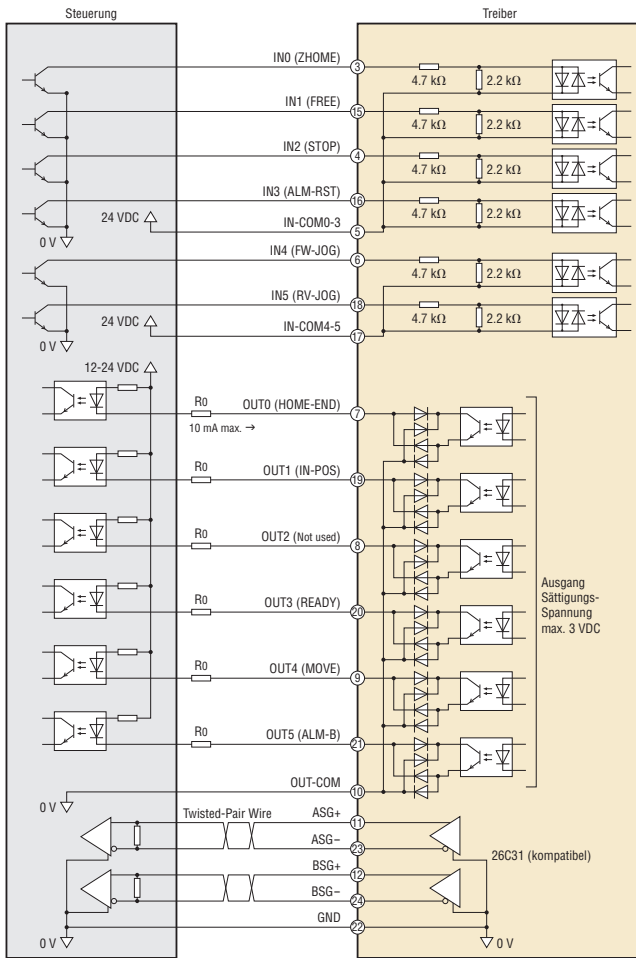 Steuerung
Treiber
IN0 (ZHOME)
3
4.7 kΩ
2.2 kΩ
IN1 (FREE)
15
4.7 kΩ
2.2 kΩ
IN2 (STOP)
4
4.7 kΩ
2.2 kΩ
IN3 (ALM-RST)
16
24 VDC
4.7 kΩ
2.2 kΩ
IN-COM0-3
5
0 V
IN4 (FW-JOG)
6
4.7 kΩ
2.2 kΩ
IN5 (RV-JOG)
18
24 VDC
4.7 kΩ
2.2 kΩ
IN-COM4-5
17
0 V
12-24 VDC
R0
OUT0 (HOME-END)
7
10 mA max. →
R0
OUT1 (IN-POS)
19
R0
OUT2 (Not used)
8
R0
OUT3 (READY)
20
Ausgang
Sättigungs-
Spannung
max. 3 VDC
R0
OUT4 (MOVE)
9
R0
OUT5 (ALM-B)
21
OUT-COM
10
0 V
Twisted-Pair Wire
ASG+
11
ASG−
23
26C31 (kompatibel)
BSG+
12
BSG−
24
GND
22
0 V
0 V